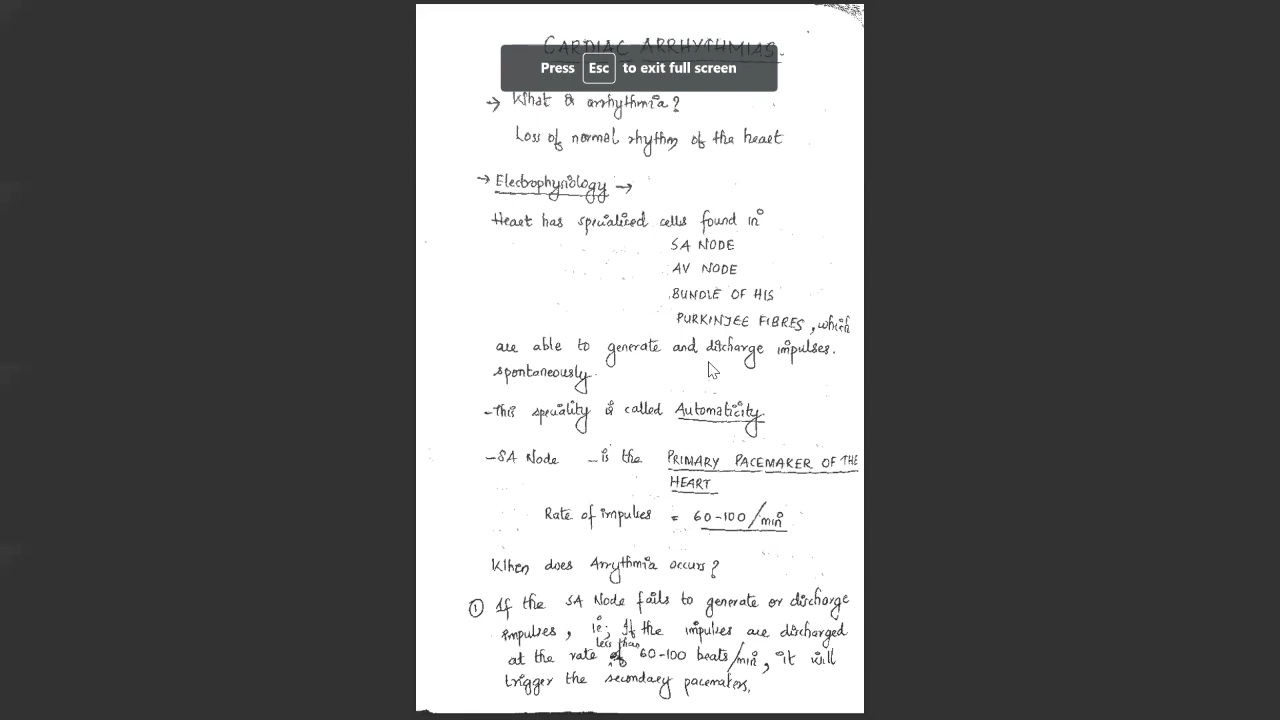 CARDIAC ARRHYTHMIAS.
Press Esc to exit full screen
→ What is arrhythmia?
Loss of normal rhythm of the heart
→ Electrophysiology →
Heart has specialized cells found in
SA NODE
AV NODE
BUNDLE OF HIS
PURKINJEE FIBRES, which
are able to generate and discharge impulses.
spontaneously.
- This speciality is called Automaticity.
- SA Node - is the PRIMARY PACEMAKER OF THE
HEART
Rate of impulses = 60-100/min
When does Arrythmia occurs?
① If the SA Node fails to generate or discharge
impulses, ie; If the impulses are discharged
less than
at the rate 60-100 beats/min, it will
trigger the secondary pacemakers,